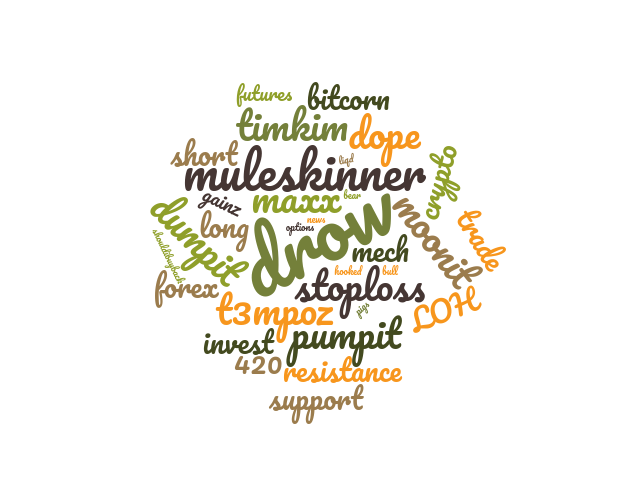 futures
bitcorn
timkim
dope
short
liqd
crypto
muleskinner
gainz
maxx
bear
dumpit
long
news
options
drow
moonit
trade
mech
shouldibuyback
hooked
bull
forex
stoploss
pigs
LOH
t3mpoz
invest
pumpit
420
resistance
support